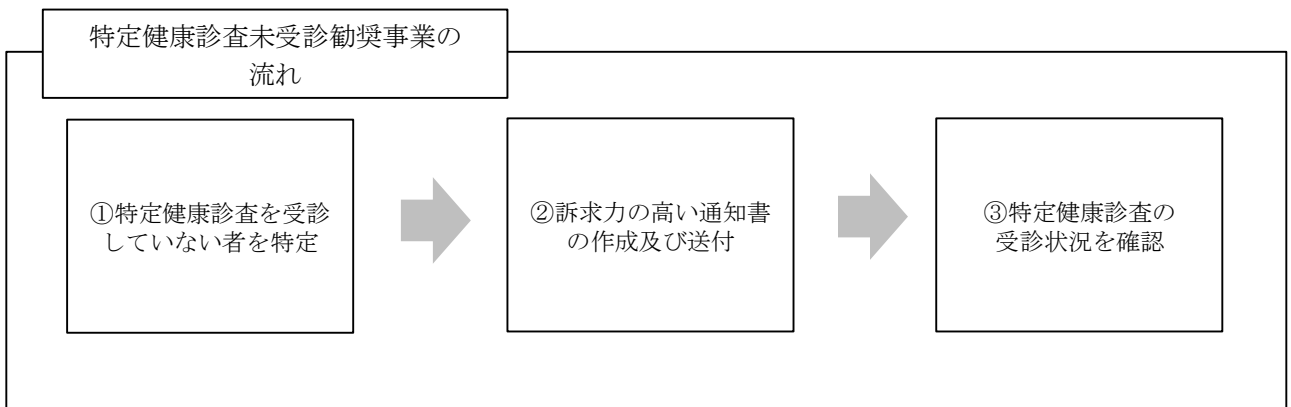 特定健康診査未受診勧奨事業の
流れ
①特定健康診査を受診
していない者を特定
②訴求力の高い通知書
の作成及び送付
③特定健康診査の
受診状況を確認